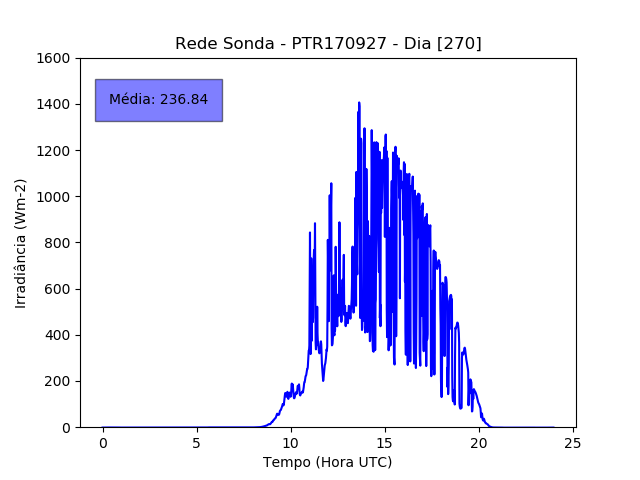 Rede Sonda - PTR170927 - Dia [270]
1600
1400
1200
1000
800
600
400
200
0
Média: 236.84
Irradiância (Wm-2)
0 5 10 15 20 25
Tempo (Hora UTC)